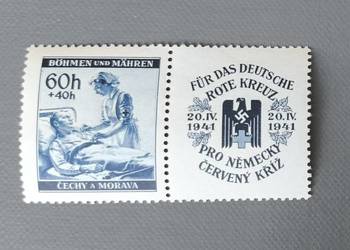 BÖHMEN UND MÄHREN
60h
+40h
ČECHY A MORAVA
FÜR DAS DEUTSCHE
ROTE KREUZ
20.IV. 20.IV.
1941 1941
PRO NĚMECKÝ
ČERVENÝ KŘÍŽ